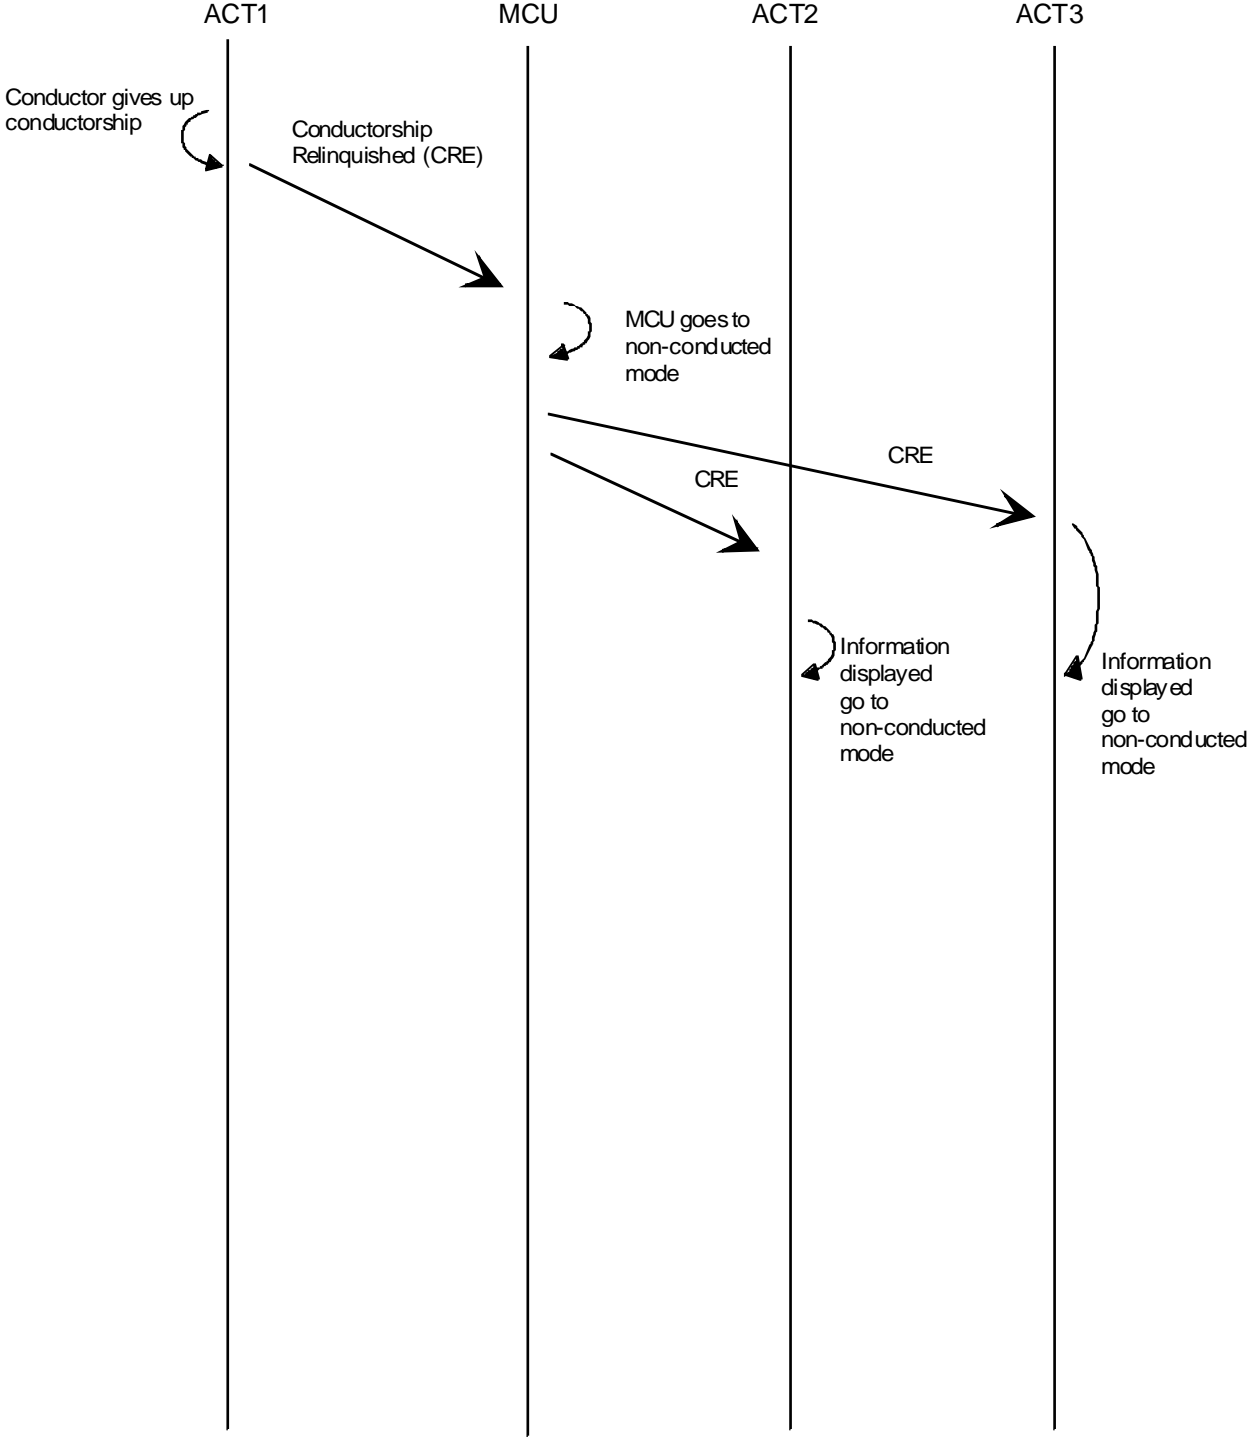 ACT1
MCU
ACT2
ACT3
Conductor gives up
conductorship
Conductorship
Relinquished (CRE)
MCU goes to
non-conducted
mode
CRE
CRE
Information
displayed
go to
non-conducted
mode
Information
displayed
go to
non-conducted
mode